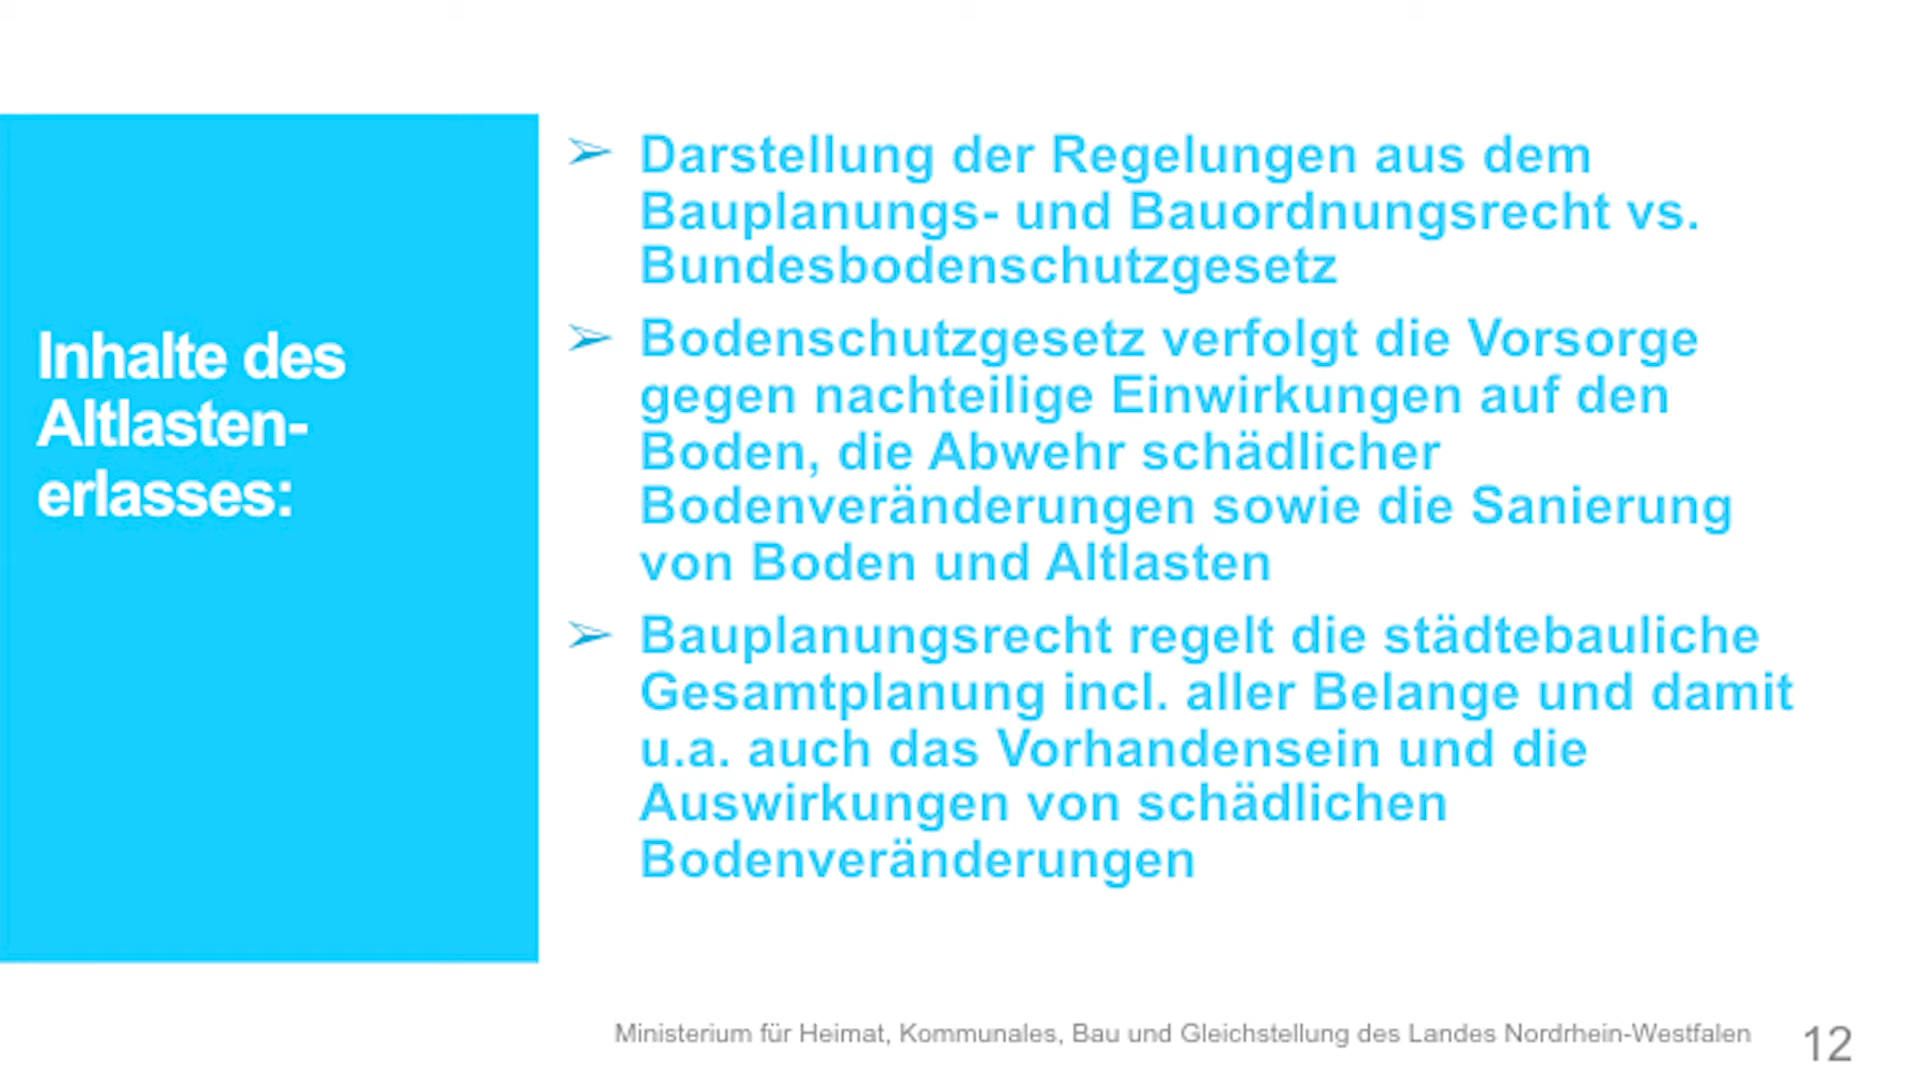 Inhalte des
Altlasten-
erlasses:
➢ Darstellung der Regelungen aus dem
Bauplanungs- und Bauordnungsrecht vs.
Bundesbodenschutzgesetz
➢ Bodenschutzgesetz verfolgt die Vorsorge
gegen nachteilige Einwirkungen auf den
Boden, die Abwehr schädlicher
Bodenveränderungen sowie die Sanierung
von Boden und Altlasten
➢ Bauplanungsrecht regelt die städtebauliche
Gesamtplanung incl. aller Belange und damit
u.a. auch das Vorhandensein und die
Auswirkungen von schädlichen
Bodenveränderungen
Ministerium für Heimat, Kommunales, Bau und Gleichstellung des Landes Nordrhein-Westfalen
12